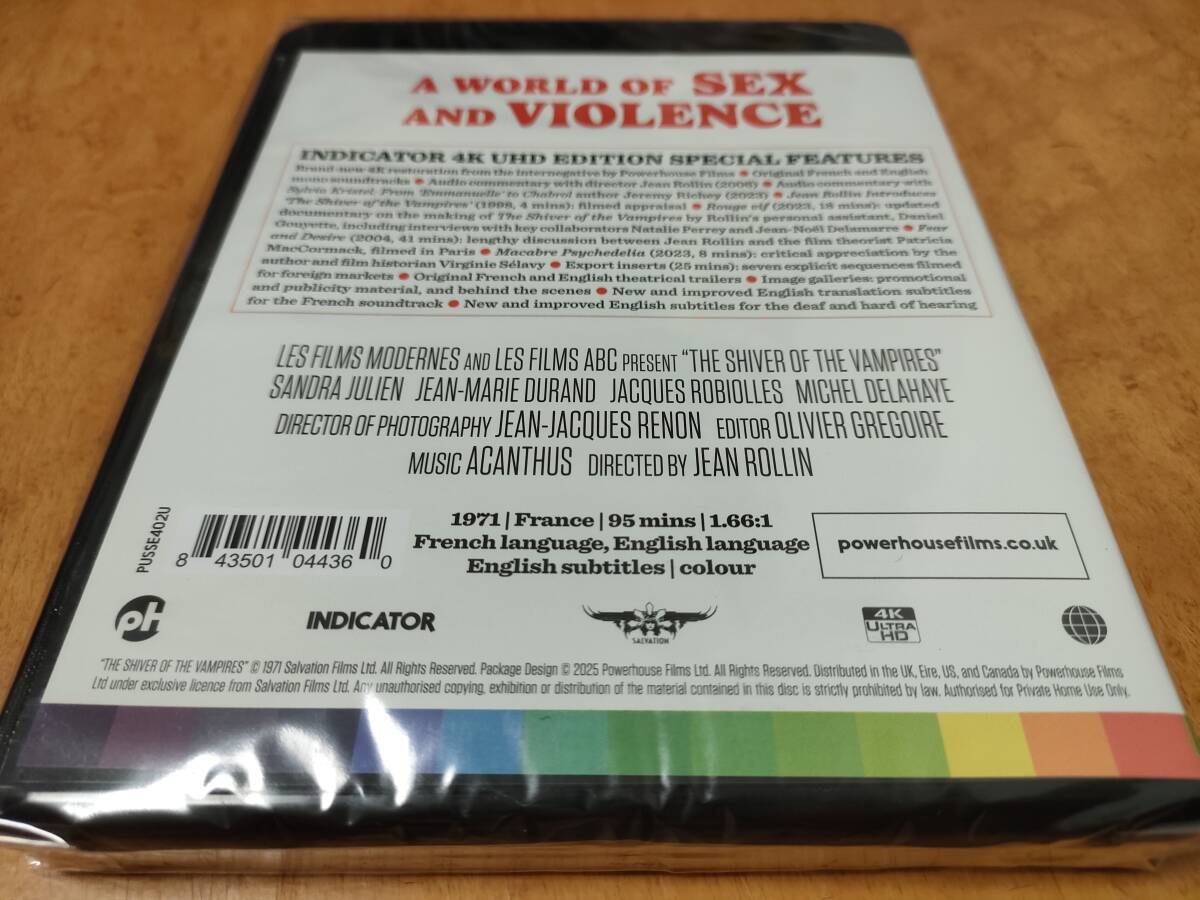 A WORLD OF SEX
AND VIOLENCE
INDICATOR 4K UHD EDITION SPECIAL FEATURES
Brand-new 4K restoration from the internegative by Powerhouse Films ● Original French and English
mono soundtracks ● Audio commentary with director Jean Rollin (2006) ● Audio commentary with
Sylvia Kristel: From 'Emmanuelle' to Chabrol author Jeremy Richey (2023) ● Jean Rollin Introduces
'The Shiver of the Vampires' (1998, 4 mins): filmed appraisal ● Rouge vif (2023, 18 mins): updated
documentary on the making of The Shiver of the Vampires by Rollin's personal assistant, Daniel
Gouyette, including interviews with key collaborators Natalie Perrey and Jean-Noël Delamarre ● Fear
and Desire (2004, 41 mins): lengthy discussion between Jean Rollin and the film theorist Patricia
MacCormack, filmed in Paris ● Macabre Psychedelia (2023, 8 mins): critical appreciation by the
author and film historian Virginie Sélavy ● Export inserts (25 mins): seven explicit sequences filmed
for foreign markets ● Original French and English theatrical trailers ● Image galleries: promotional
and publicity material, and behind the scenes ● New and improved English translation subtitles
for the French soundtrack ● New and improved English subtitles for the deaf and hard of hearing
LES FILMS MODERNES AND LES FILMS ABC PRESENT "THE SHIVER OF THE VAMPIRES"
SANDRA JULIEN JEAN-MARIE DURAND JACQUES ROBIOLLES MICHEL DELAHAYE
DIRECTOR OF PHOTOGRAPHY JEAN-JACQUES RENON EDITOR OLIVIER GREGOIRE
MUSIC ACANTHUS DIRECTED BY JEAN ROLLIN
PUSSE402U
8 43501 04436 0
1971 | France | 95 mins | 1.66:1
French language, English language
English subtitles | colour
powerhousefilms.co.uk
pH
INDICATOR
SALVATION
4K
ULTRA HD
"THE SHIVER OF THE VAMPIRES" © 1971 Salvation Films Ltd. All Rights Reserved. Package Design © 2025 Powerhouse Films Ltd. All Rights Reserved. Distributed in the UK, Eire, US, and Canada by Powerhouse Films
Ltd under exclusive licence from Salvation Films Ltd. Any unauthorised copying, exhibition or distribution of the material contained in this disc is strictly prohibited by law. Authorised for Private Home Use Only.